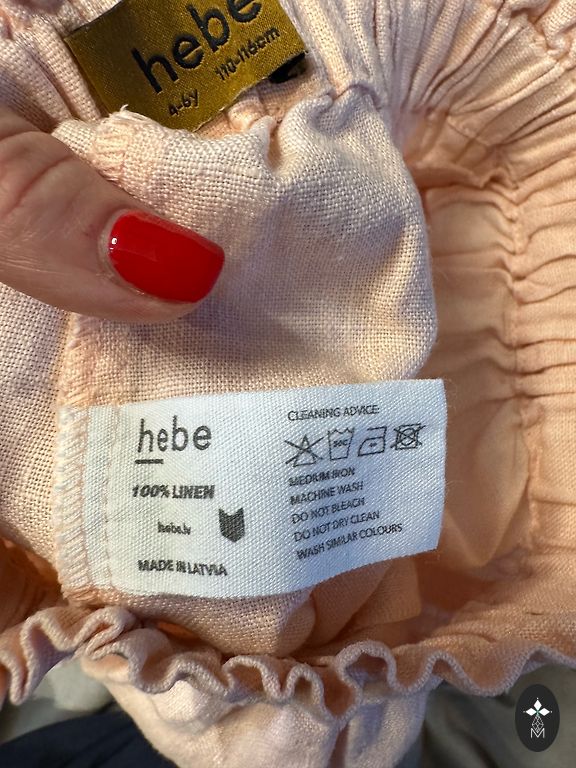 hebe
4-6y 110-116cm
hebe
100% LINEN
hebe.lv
MADE IN LATVIA
CLEANING ADVICE:
MEDIUM IRON
MACHINE WASH
DO NOT BLEACH
DO NOT DRY CLEAN
WASH SIMILAR COLOURS
M